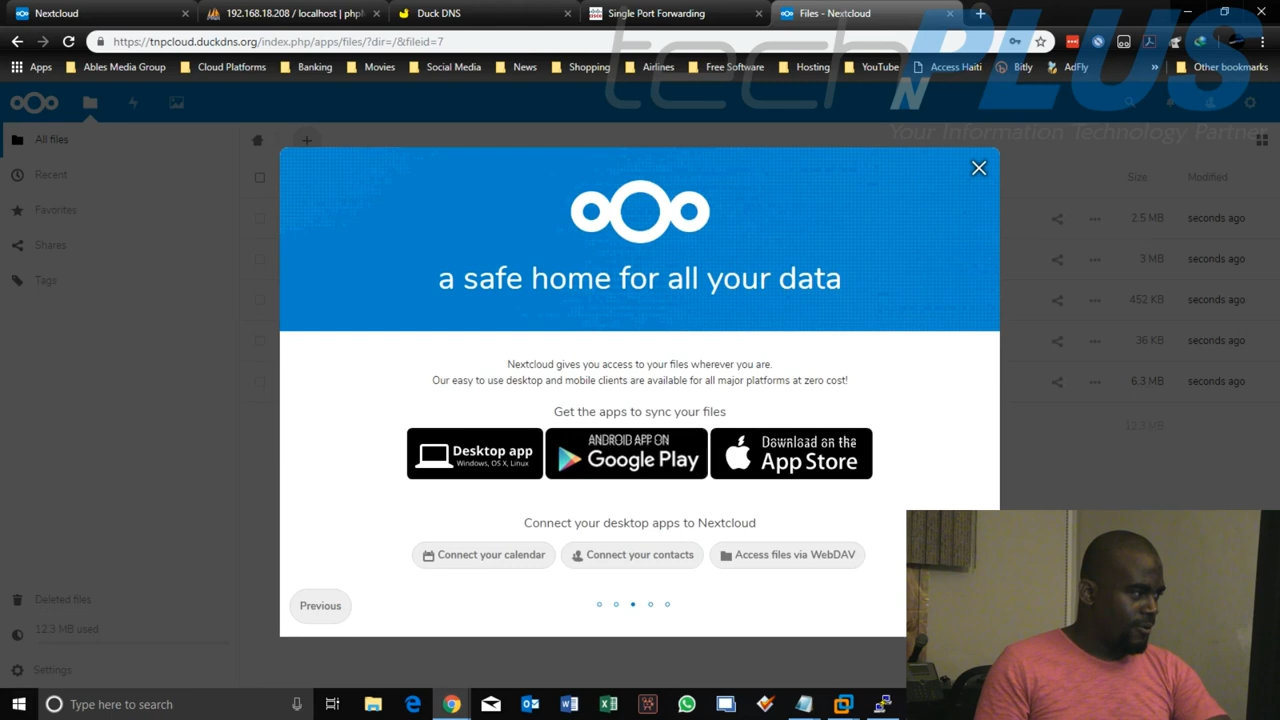 Nextcloud
192.168.18.208 / localhost | phpM
Duck DNS
Single Port Forwarding
Files - Nextcloud
https://tnpcloud.duckdns.org/index.php/apps/files/?dir=/&fileid=7
Apps
Ables Media Group
Cloud Platforms
Banking
Movies
Social Media
News
Shopping
Airlines
Free Software
Hosting
YouTube
Access Haiti
Bitly
AdFly
»
Other bookmarks
tech N PLUS
Your Information Technology Partner
All files
Recent
Favorites
Shares
Tags
Size
Modified
2.5 MB
seconds ago
3 MB
seconds ago
452 KB
seconds ago
36 KB
seconds ago
6.3 MB
seconds ago
12.3 MB
a safe home for all your data
Nextcloud gives you access to your files wherever you are.
Our easy to use desktop and mobile clients are available for all major platforms at zero cost!
Get the apps to sync your files
Desktop app
Windows, OS X, Linux
ANDROID APP ON
Google Play
Download on the
App Store
Connect your desktop apps to Nextcloud
Connect your calendar
Connect your contacts
Access files via WebDAV
Previous
Deleted files
12.3 MB used
Settings
Type here to search